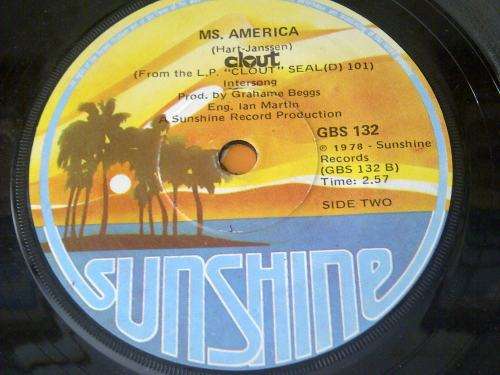 MS. AMERICA
(Hart-Janssen)
clout
(From the L.P. "CLOUT" SEAL(D) 101)
Intersong
Prod. by Grahame Beggs
Eng. Ian Martin
A Sunshine Record Production
GBS 132
℗ 1978 - Sunshine
Records
(GBS 132 B)
Time: 2.57
SIDE TWO
SUNSHINE